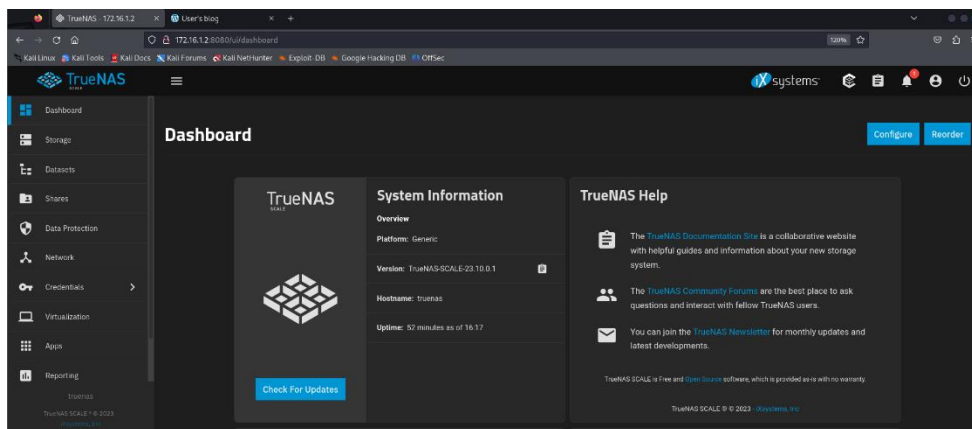 TrueNAS - 172.16.1.2
User's blog
172.16.1.2:8080/ui/dashboard
120%
Kali Linux Kali Tools Kali Docs Kali Forums Kali NetHunter Exploit-DB Google Hacking DB OffSec
TrueNAS
SCALE
iXsystems
Dashboard
Storage
Datasets
Shares
Data Protection
Network
Credentials
Virtualization
Apps
Reporting
truenas
TrueNAS SCALE ® © 2023
iXsystems, Inc
Dashboard
Configure Reorder
TrueNAS
SCALE
Check For Updates
System Information
Overview
Platform: Generic
Version: TrueNAS-SCALE-23.10.0.1
Hostname: truenas
Uptime: 52 minutes as of 16:17
TrueNAS Help
The TrueNAS Documentation Site is a collaborative website
with helpful guides and information about your new storage
system.
The TrueNAS Community Forums are the best place to ask
questions and interact with fellow TrueNAS users.
You can join the TrueNAS Newsletter for monthly updates and
latest developments.
TrueNAS SCALE is Free and Open Source software, which is provided as-is with no warranty.
TrueNAS SCALE ® © 2023 - iXsystems, Inc